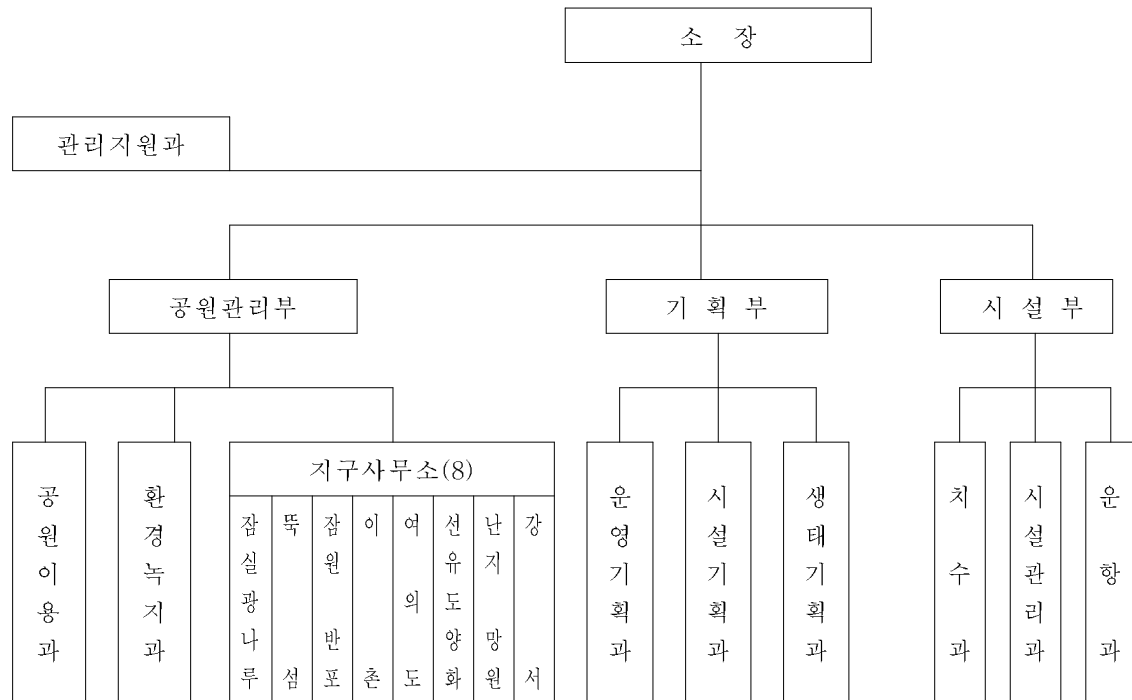 소 장
관리지원과
공원관리부
기 획 부
시 설 부
공원이용과
환경녹지과
지구사무소(8)
잠실광나루
뚝 섬
잠원 반포
이 촌
여 의 도
선유도양화
난지 망원
강 서
운영기획과
시설기획과
생태기획과
치 수 과
시설관리과
운 항 과